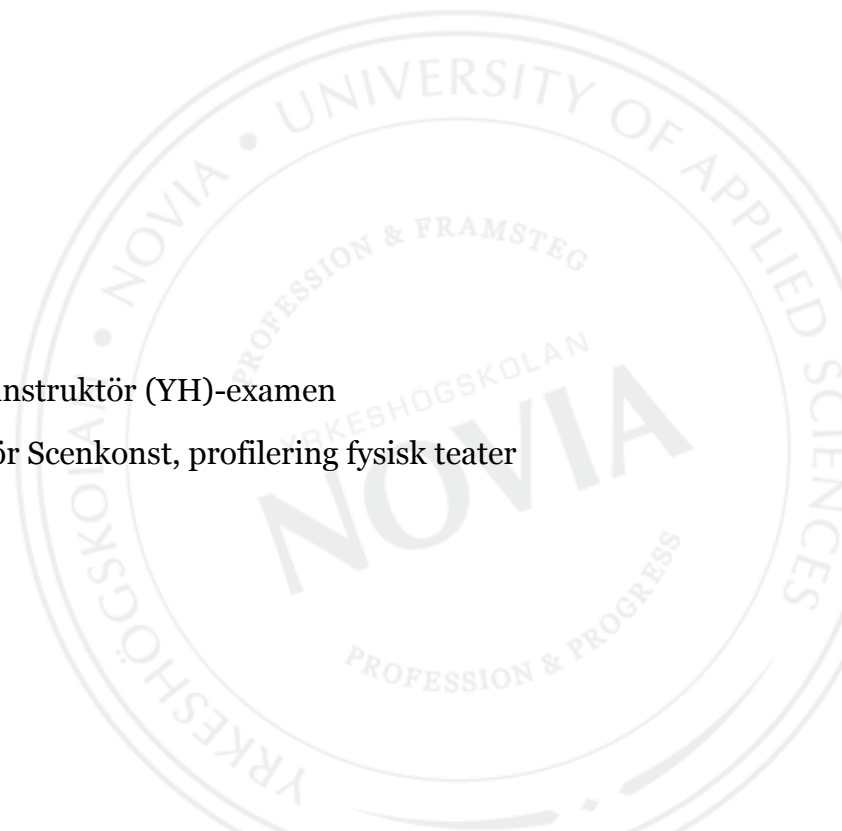 UNIVERSITY OF APPLIED SCIENCES
YRKESHÖGSKOLAN • NOVIA •
PROFESSION & FRAMSTEG
YRKESHÖGSKOLAN
NOVIA
PROFESSION & PROGRESS
nstruktör (YH)-examen
ör Scenkonst, profilering fysisk teater